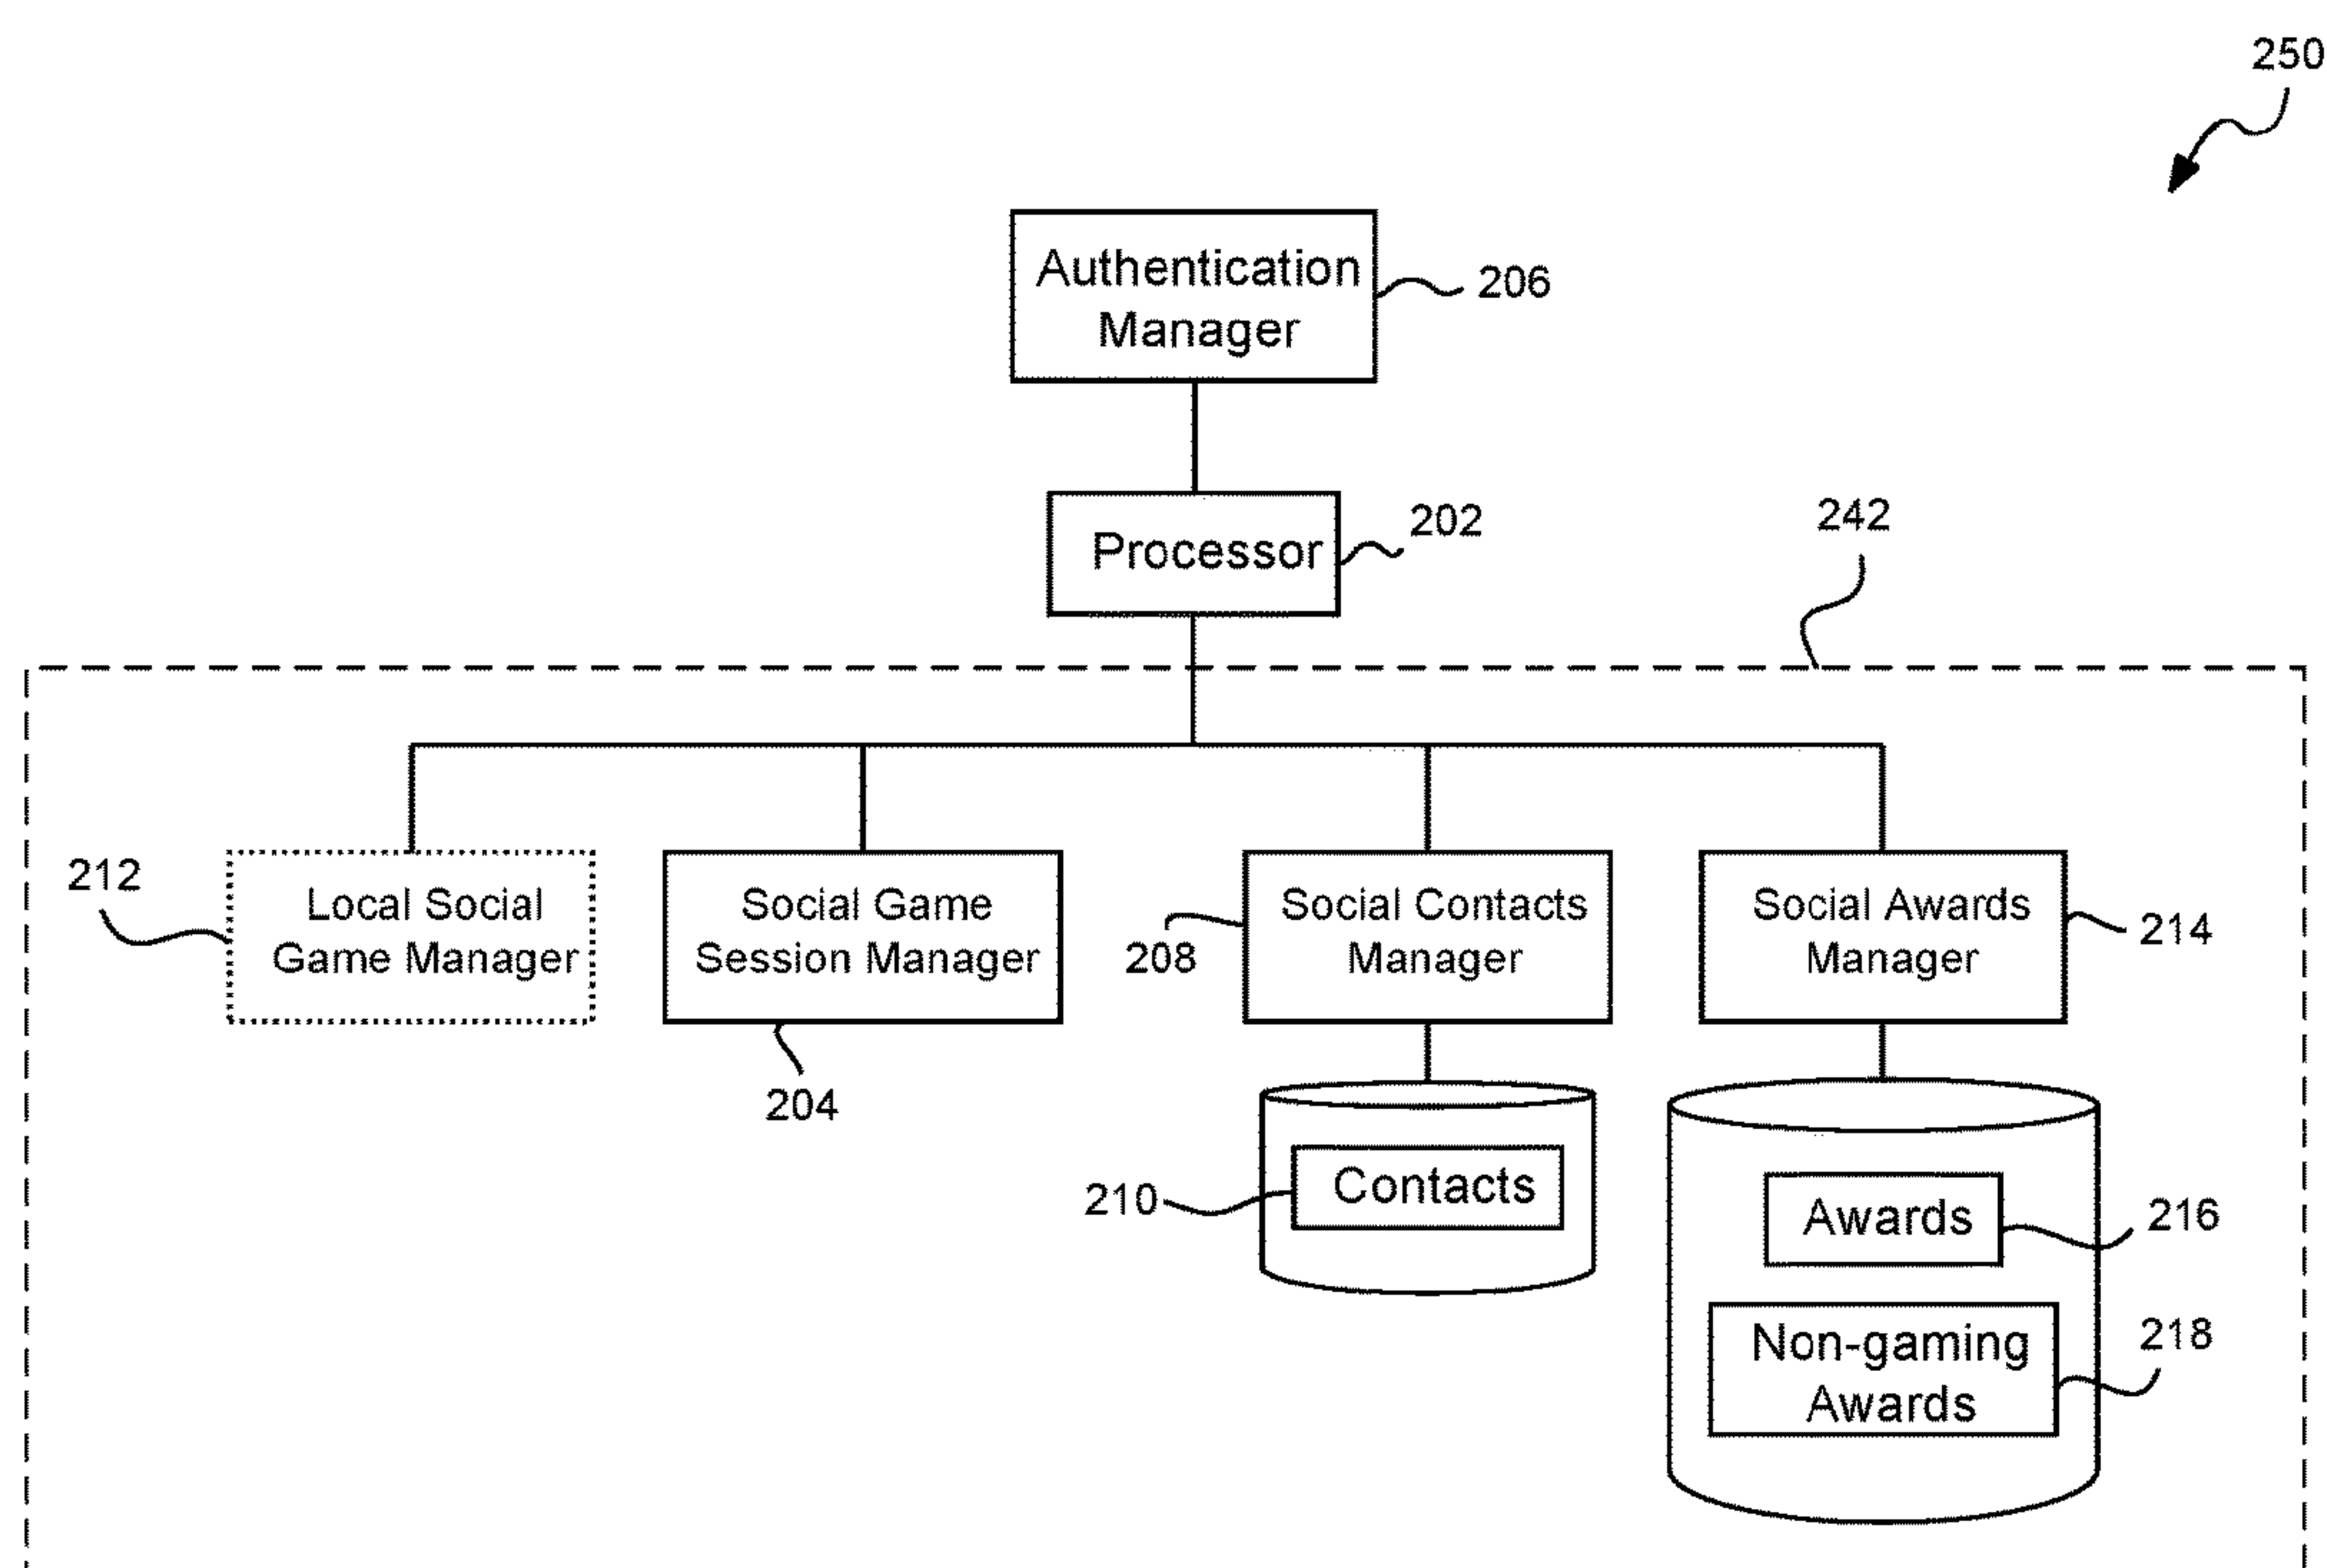 250
Authentication
Manager
206
Processor
202
242
212
Local Social
Game Manager
Social Game
Session Manager
204
Social Contacts
Manager
208
Social Awards
Manager
214
Contacts
210
Awards
216
Non-gaming
Awards
218